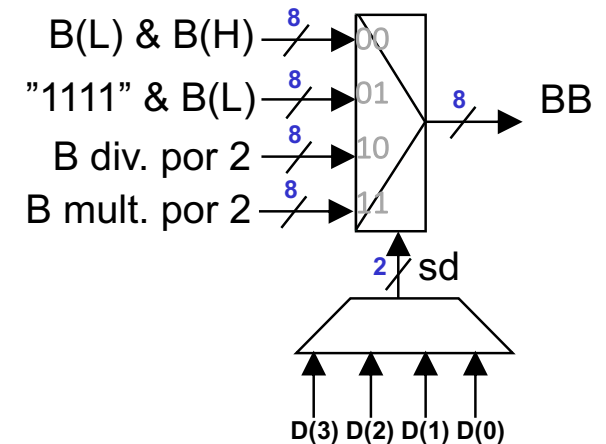 8
B(L) & B(H)
00
8
”1111” & B(L)
01
8
BB
8
B div. por 2
10
8
B mult. por 2
11
2
sd
D(3) D(2) D(1) D(0)